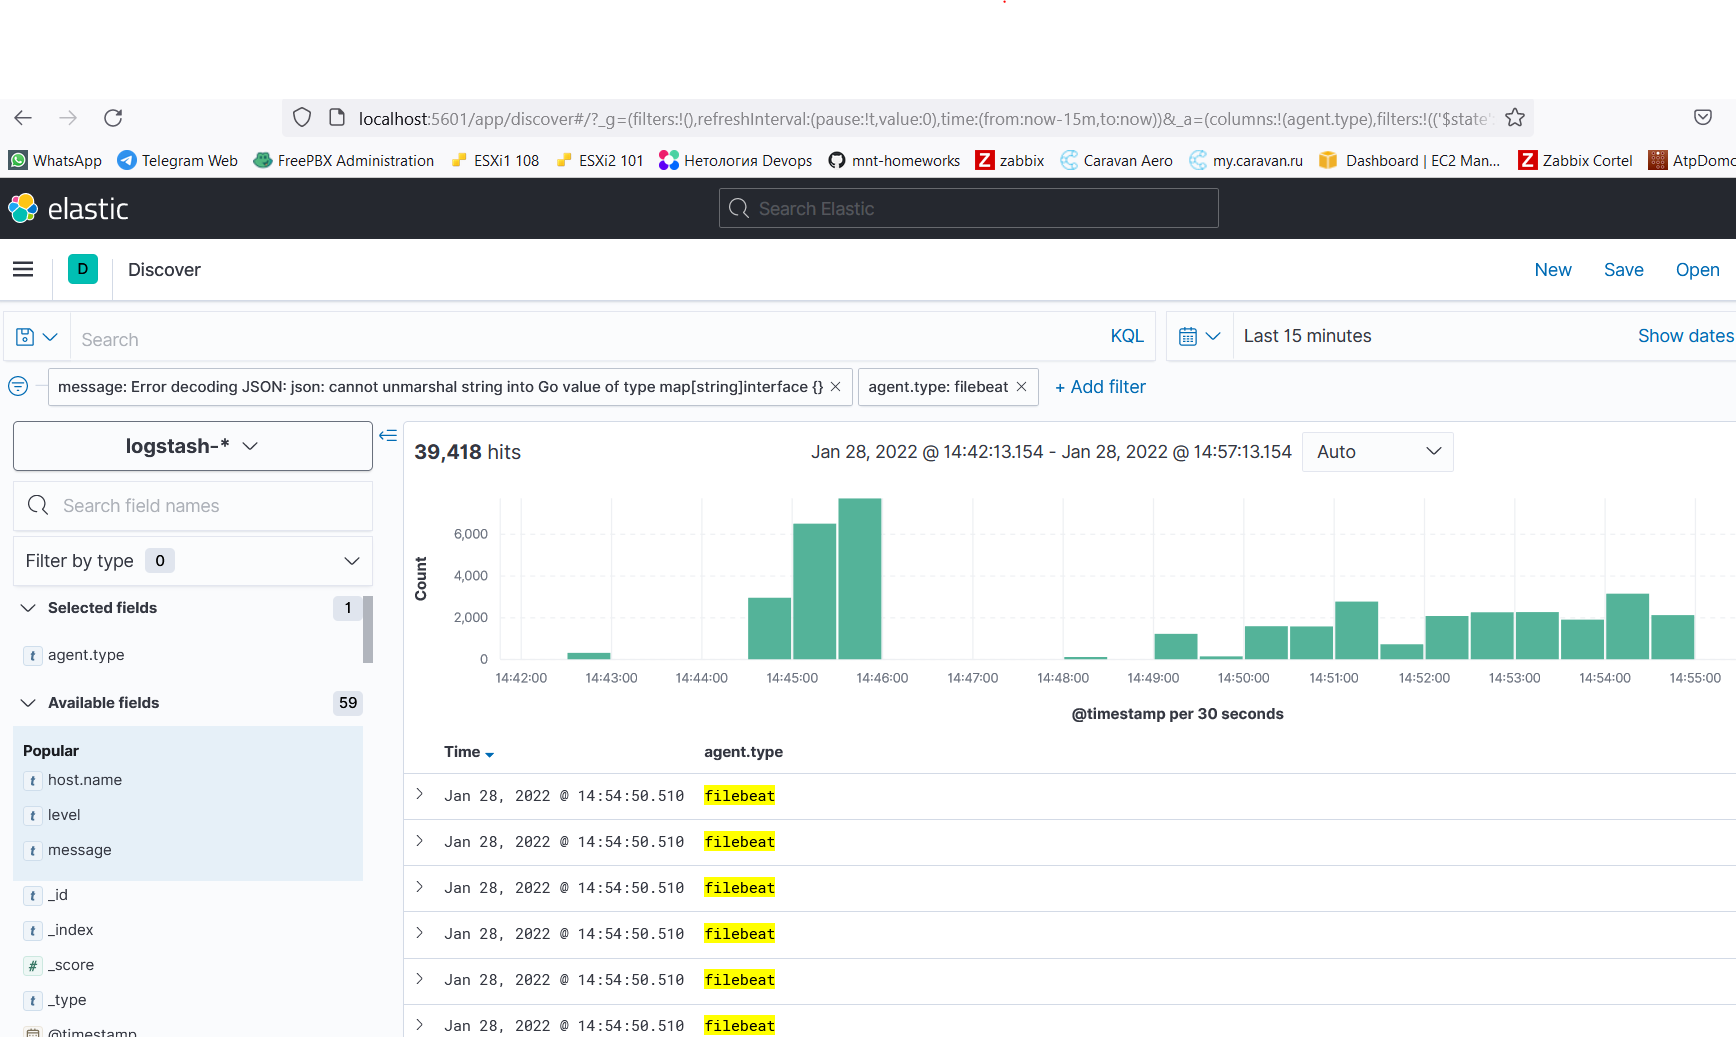 localhost:5601/app/discover#/?_g=(filters:!(),refreshInterval:(pause:!t,value:0),time:(from:now-15m,to:now))&_a=(columns:!(agent.type),filters:!(('$state':
WhatsApp Telegram Web FreePBX Administration ESXi1 108 ESXi2 101 Нетология Devops mnt-homeworks zabbix Caravan Aero my.caravan.ru Dashboard | EC2 Man... Zabbix Cortel AtpDomo
elastic
Search Elastic
D
Discover
New Save Open
Search
KQL
Last 15 minutes
Show dates
message: Error decoding JSON: json: cannot unmarshal string into Go value of type map[string]interface {} ×
agent.type: filebeat ×
+ Add filter
logstash-*
39,418 hits
Jan 28, 2022 @ 14:42:13.154 - Jan 28, 2022 @ 14:57:13.154
Auto
Search field names
Filter by type 0
Selected fields 1
t agent.type
Available fields 59
Popular
t host.name
t level
t message
t _id
t _index
# _score
t _type
@timestamp
Count
6,000
4,000
2,000
0
14:42:00 14:43:00 14:44:00 14:45:00 14:46:00 14:47:00 14:48:00 14:49:00 14:50:00 14:51:00 14:52:00 14:53:00 14:54:00 14:55:00
@timestamp per 30 seconds
Time agent.type
Jan 28, 2022 @ 14:54:50.510 filebeat
Jan 28, 2022 @ 14:54:50.510 filebeat
Jan 28, 2022 @ 14:54:50.510 filebeat
Jan 28, 2022 @ 14:54:50.510 filebeat
Jan 28, 2022 @ 14:54:50.510 filebeat
Jan 28, 2022 @ 14:54:50.510 filebeat